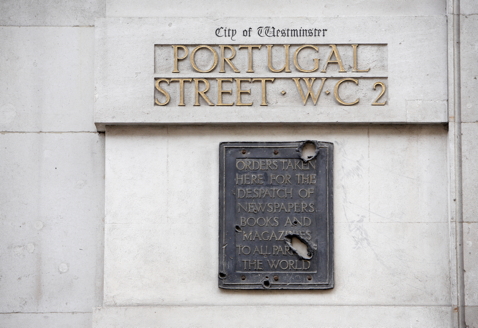 City of Westminster
PORTUGAL
STREET · W · C 2
ORDERS TAKEN
HERE FOR THE
DESPATCH OF
NEWSPAPERS
BOOKS AND
MAGAZINES
TO ALL PARTS OF
THE WORLD